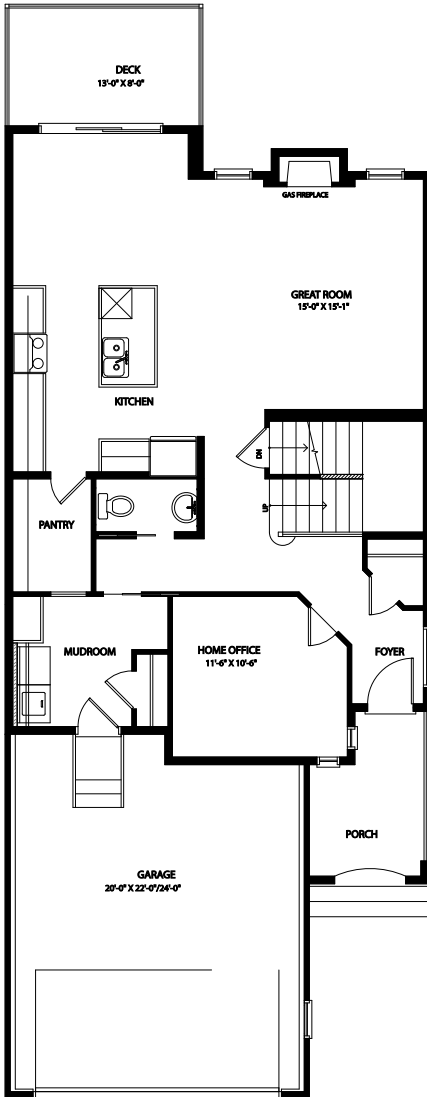 DECK
13'-0" X 8'-0"
GAS FIREPLACE
GREAT ROOM
15'-0" X 15'-1"
KITCHEN
DN
PANTRY
UP
MUDROOM
HOME OFFICE
11'-6" X 10'-6"
FOYER
PORCH
GARAGE
20'-0" X 22'-0"/24'-0"